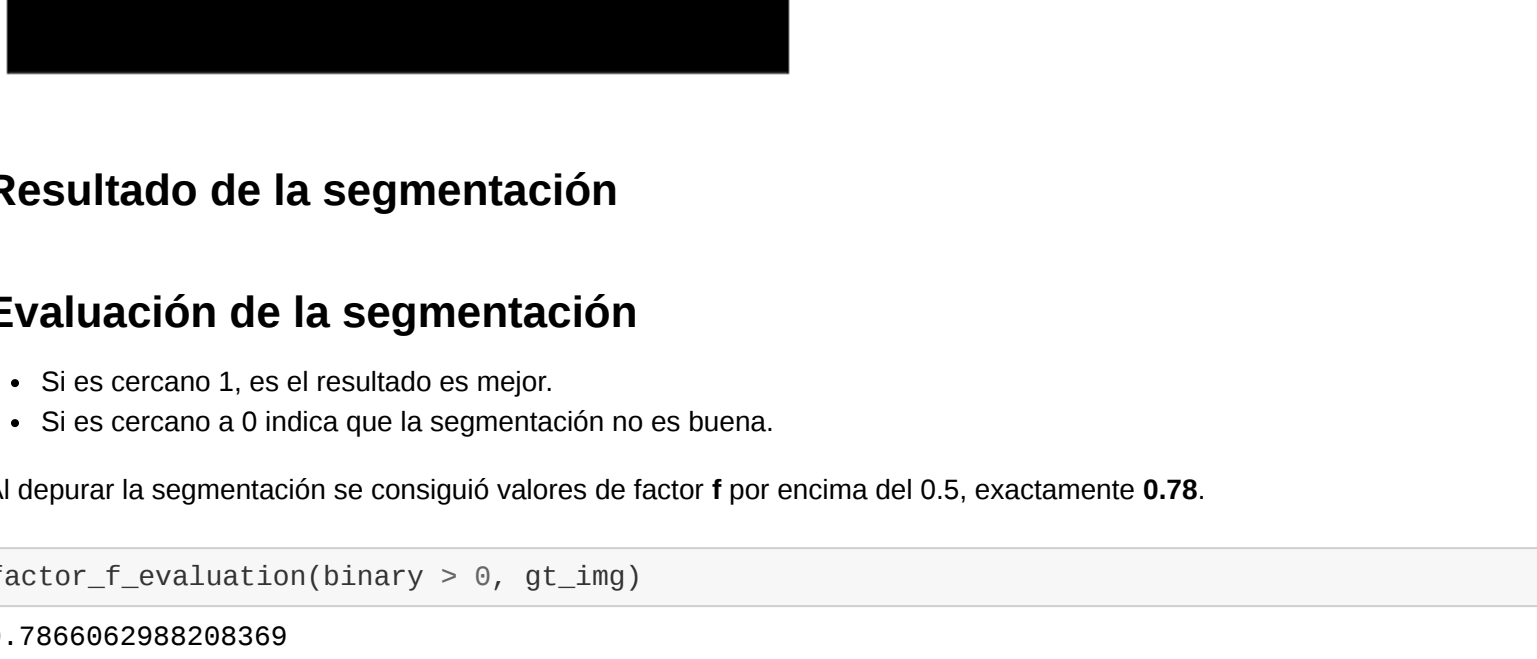 Resultado de la segmentación
Evaluación de la segmentación
• Si es cercano 1, es el resultado es mejor.
• Si es cercano a 0 indica que la segmentación no es buena.
Al depurar la segmentación se consiguió valores de factor f por encima del 0.5, exactamente 0.78.
factor_f_evaluation(binary > 0, gt_img)
0.7866062988208369